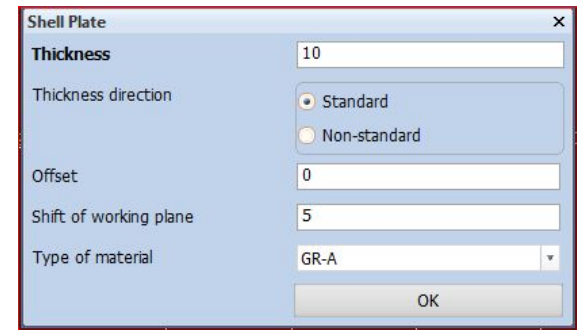 Shell Plate
Thickness 10
Thickness direction Standard
Non-standard
Offset 0
Shift of working plane 5
Type of material GR-A
OK